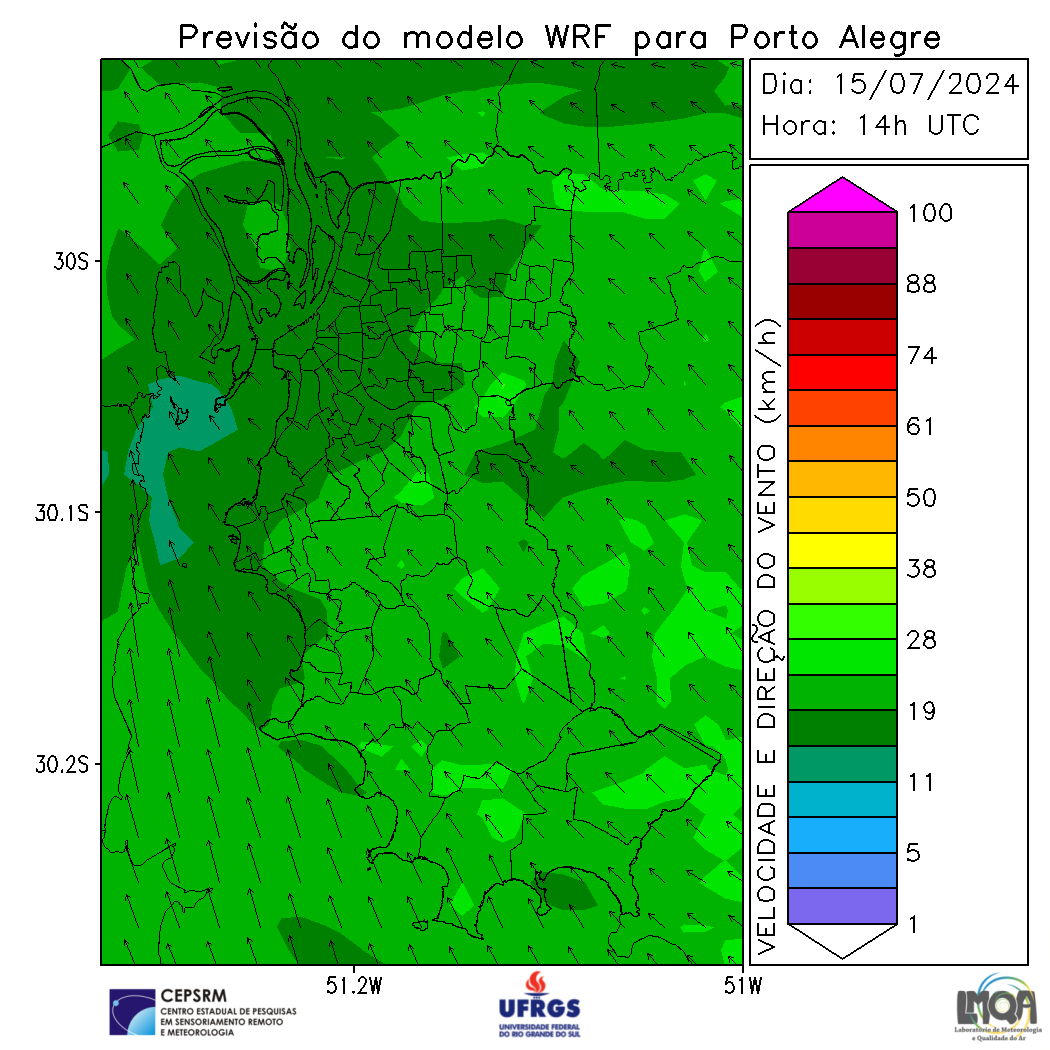 Previsão do modelo WRF para Porto Alegre
Dia: 15/07/2024
Hora: 14h UTC
30S
30.1S
30.2S
51.2W
51W
VELOCIDADE E DIREÇÃO DO VENTO (km/h)
100
88
74
61
50
38
28
19
11
5
1
CEPSRM
CENTRO ESTADUAL DE PESQUISAS
EM SENSORIAMENTO REMOTO
E METEOROLOGIA
UFRGS
UNIVERSIDADE FEDERAL
DO RIO GRANDE DO SUL
LMQA
Laboratório de Meteorologia
e Qualidade do Ar